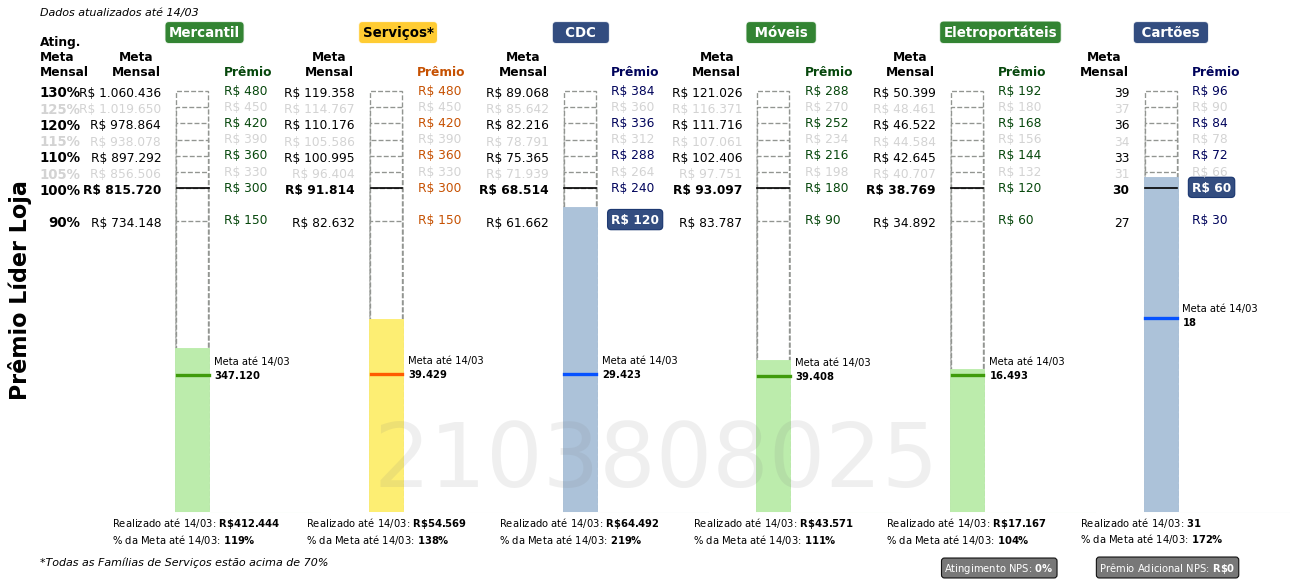 Dados atualizados até 14/03
Mercantil Serviços* CDC Móveis Eletroportáteis Cartões
Ating. Meta Mensal
Meta Mensal Prêmio Meta Mensal Prêmio Meta Mensal Prêmio Meta Mensal Prêmio Meta Mensal Prêmio Meta Mensal Prêmio
130% R$ 1.060.436 R$ 480 R$ 119.358 R$ 480 R$ 89.068 R$ 384 R$ 121.026 R$ 288 R$ 50.399 R$ 192 39 R$ 96
125% R$ 1.019.650 R$ 450 R$ 114.767 R$ 450 R$ 85.642 R$ 360 R$ 116.371 R$ 270 R$ 48.461 R$ 180 37 R$ 90
120% R$ 978.864 R$ 420 R$ 110.176 R$ 420 R$ 82.216 R$ 336 R$ 111.716 R$ 252 R$ 46.522 R$ 168 36 R$ 84
115% R$ 938.078 R$ 390 R$ 105.586 R$ 390 R$ 78.791 R$ 312 R$ 107.061 R$ 234 R$ 44.584 R$ 156 34 R$ 78
110% R$ 897.292 R$ 360 R$ 100.995 R$ 360 R$ 75.365 R$ 288 R$ 102.406 R$ 216 R$ 42.645 R$ 144 33 R$ 72
105% R$ 856.506 R$ 330 R$ 96.404 R$ 330 R$ 71.939 R$ 264 R$ 97.751 R$ 198 R$ 40.707 R$ 132 31 R$ 66
100% R$ 815.720 R$ 300 R$ 91.814 R$ 300 R$ 68.514 R$ 240 R$ 93.097 R$ 180 R$ 38.769 R$ 120 30 R$ 60
90% R$ 734.148 R$ 150 R$ 82.632 R$ 150 R$ 61.662 R$ 120 R$ 83.787 R$ 90 R$ 34.892 R$ 60 27 R$ 30
Prêmio Líder Loja
Meta até 14/03
347.120
Meta até 14/03
39.429
Meta até 14/03
29.423
Meta até 14/03
39.408
Meta até 14/03
16.493
Meta até 14/03
18
2103808025
Realizado até 14/03: R$412.444 Realizado até 14/03: R$54.569 Realizado até 14/03: R$64.492 Realizado até 14/03: R$43.571 Realizado até 14/03: R$17.167 Realizado até 14/03: 31
% da Meta até 14/03: 119% % da Meta até 14/03: 138% % da Meta até 14/03: 219% % da Meta até 14/03: 111% % da Meta até 14/03: 104% % da Meta até 14/03: 172%
*Todas as Famílias de Serviços estão acima de 70%
Atingimento NPS: 0% Prêmio Adicional NPS: R$0